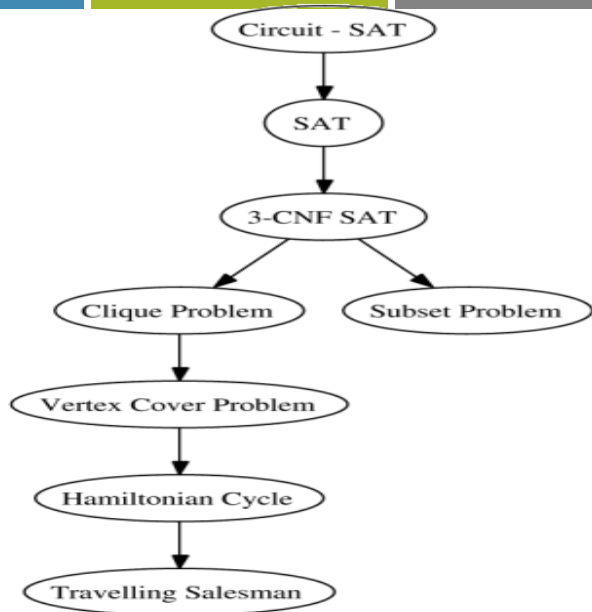 Circuit - SAT
SAT
3-CNF SAT
Clique Problem
Subset Problem
Vertex Cover Problem
Hamiltonian Cycle
Travelling Salesman